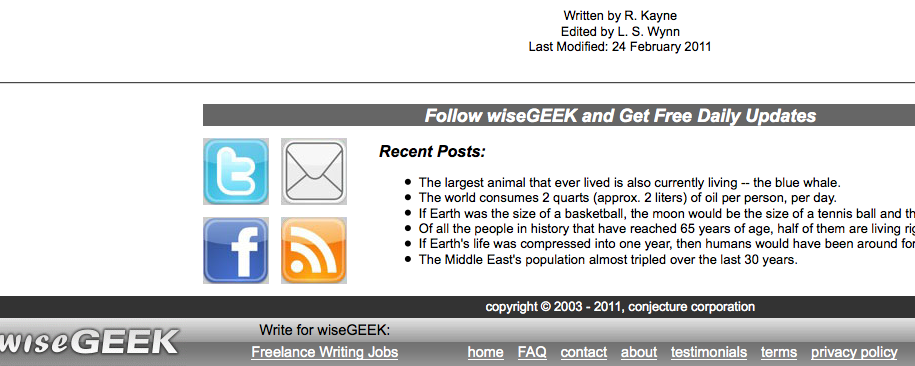 Written by R. Kayne
Edited by L. S. Wynn
Last Modified: 24 February 2011
Follow wiseGEEK and Get Free Daily Updates
Recent Posts:
The largest animal that ever lived is also currently living -- the blue whale.
The world consumes 2 quarts (approx. 2 liters) of oil per person, per day.
If Earth was the size of a basketball, the moon would be the size of a tennis ball and
Of all the people in history that have reached 65 years of age, half of them are living
If Earth's life was compressed into one year, then humans would have been around for
The Middle East's population almost tripled over the last 30 years.
copyright © 2003 - 2011, conjecture corporation
wiseGEEK
Write for wiseGEEK:
Freelance Writing Jobs
home FAQ contact about testimonials terms privacy policy